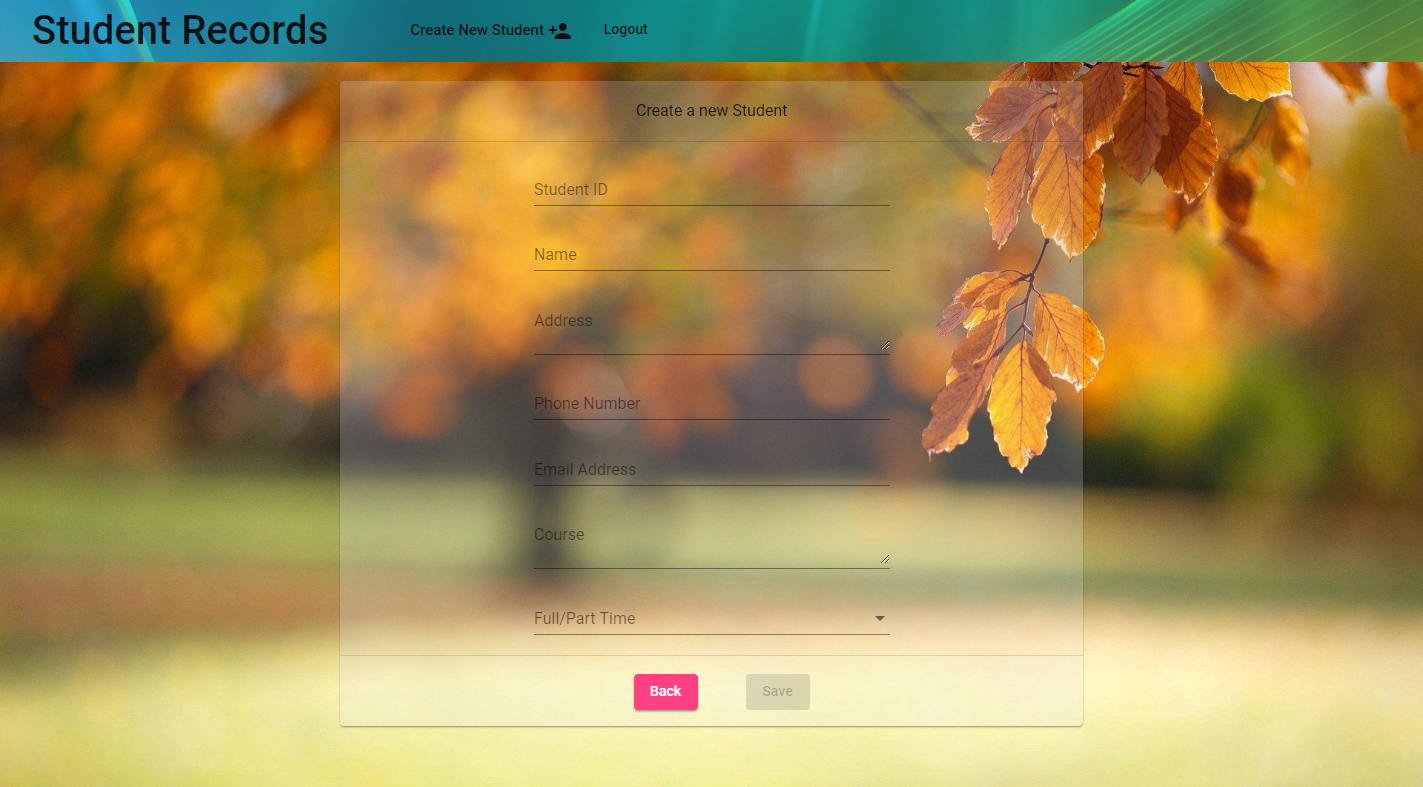 Student Records
Create New Student
Logout
Create a new Student
Student ID
Name
Address
Phone Number
Email Address
Course
Full/Part Time
Back
Save